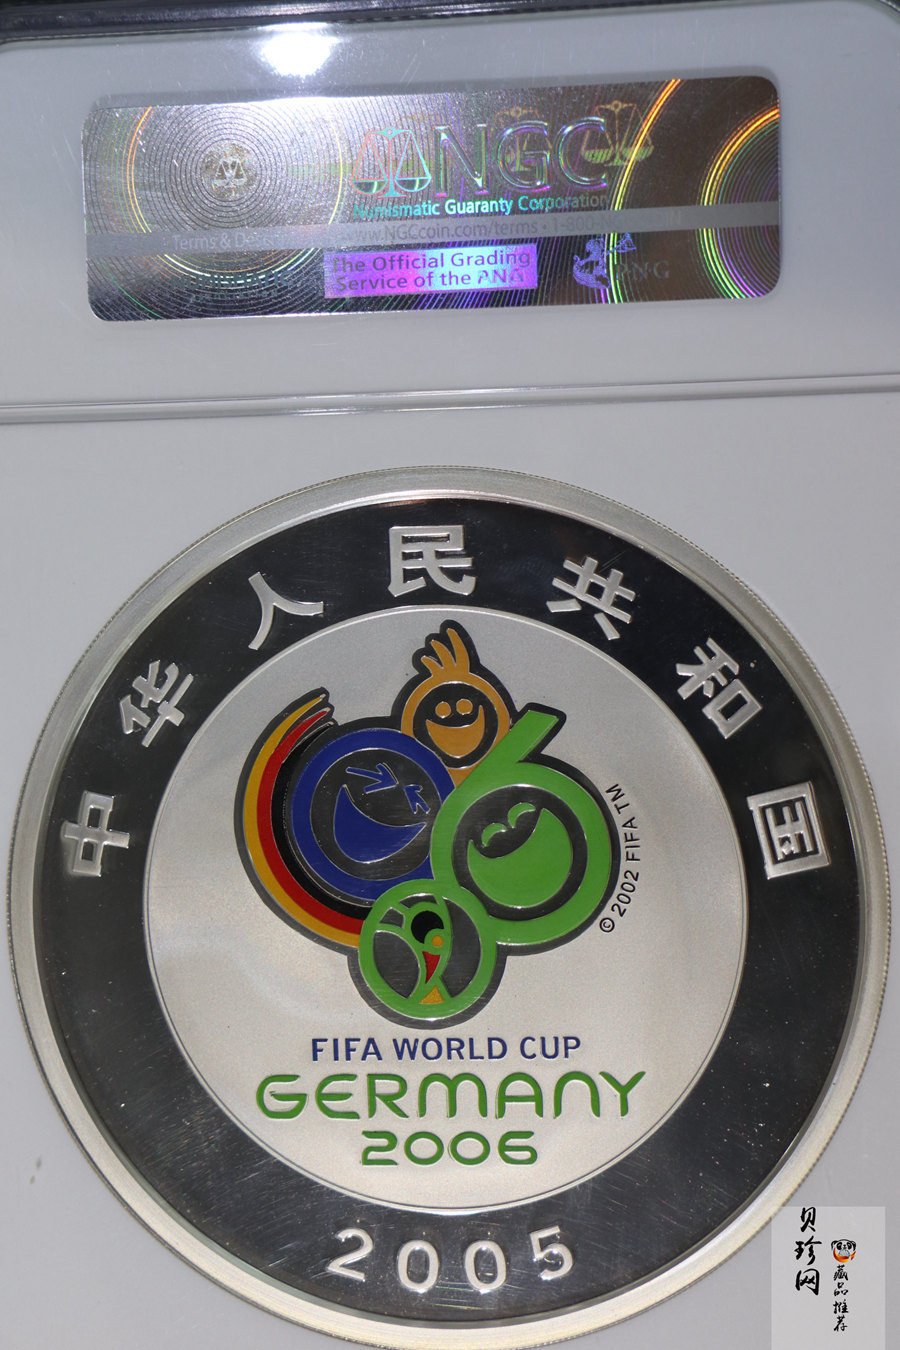 NGC
Numismatic Guaranty Corporation
www.NGCcoin.com/terms
The Official Grading
Service of the ANA
PNG
中华人民共和国
© 2002 FIFA TM
FIFA WORLD CUP
GERMANY
2006
2005
贝珍网
藏品推荐